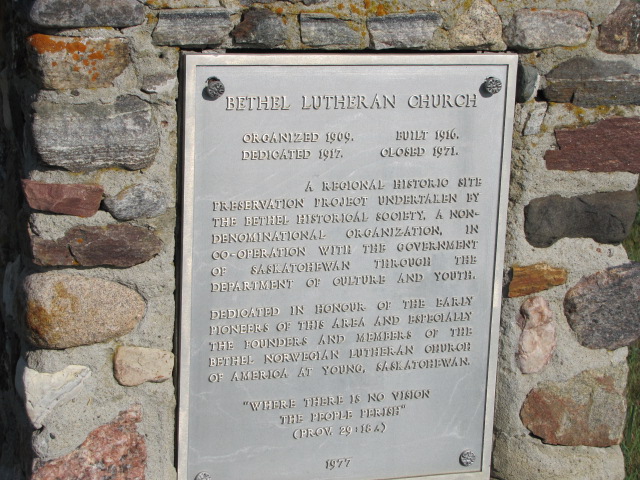 BETHEL LUTHERAN CHURCH
ORGANIZED 1909. BUILT 1916.
DEDICATED 1917. CLOSED 1971.
A REGIONAL HISTORIC SITE
PRESERVATION PROJECT UNDERTAKEN BY
THE BETHEL HISTORICAL SOCIETY, A NON-
DENOMINATIONAL ORGANIZATION, IN
CO-OPERATION WITH THE GOVERNMENT
OF SASKATCHEWAN THROUGH THE
DEPARTMENT OF CULTURE AND YOUTH.
DEDICATED IN HONOUR OF THE EARLY
PIONEERS OF THIS AREA AND ESPECIALLY
THE FOUNDERS AND MEMBERS OF THE
BETHEL NORWEGIAN LUTHERAN CHURCH
OF AMERICA AT YOUNG, SASKATCHEWAN.
"WHERE THERE IS NO VISION
THE PEOPLE PERISH"
(PROV. 29:18A)
1977